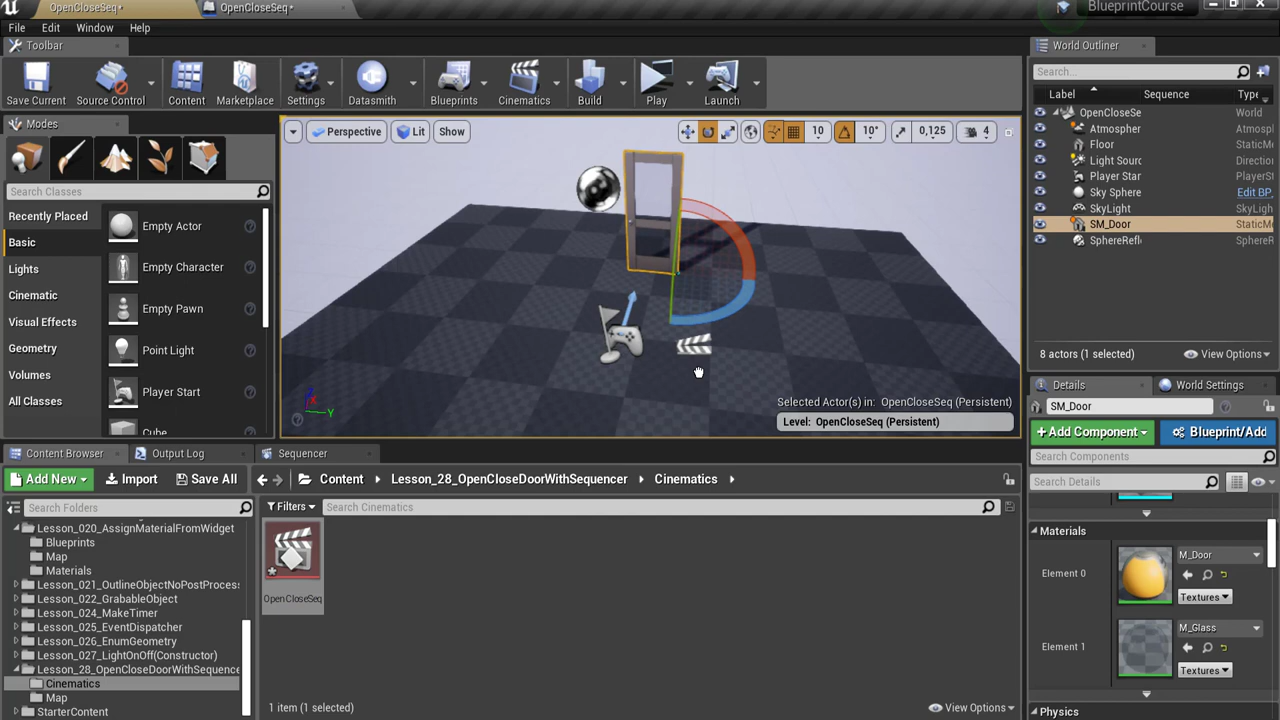 OpenCloseSeq•
OpenCloseSeq•
BlueprintCourse
File
Edit
Window
Help
Toolbar
World Outliner
Save Current
Source Control
Content
Marketplace
Settings
Datasmith
Blueprints
Cinematics
Build
Play
Launch
Search...
Label
Sequence
Type
OpenCloseSe
World
Atmospher
Atmosph
Floor
StaticMe
Light Sourc
Direction
Player Star
PlayerSt
Sky Sphere
Edit BP_
SkyLight
SkyLight
SM_Door
StaticMe
SphereRefle
SphereR
8 actors (1 selected)
View Options
Modes
Search Classes
Recently Placed
Basic
Lights
Cinematic
Visual Effects
Geometry
Volumes
All Classes
Empty Actor
Empty Character
Empty Pawn
Point Light
Player Start
Cube
Perspective
Lit
Show
10
10°
0,125
4
Selected Actor(s) in: OpenCloseSeq (Persistent)
Level: OpenCloseSeq (Persistent)
Details
World Settings
SM_Door
+Add Component
Blueprint/Add
Search Components
Search Details
Materials
Element 0
M_Door
Textures
Element 1
M_Glass
Textures
Physics
Content Browser
Output Log
Sequencer
Add New
Import
Save All
Content
Lesson_28_OpenCloseDoorWithSequencer
Cinematics
Search Folders
Filters
Search Cinematics
Lesson_020_AssignMaterialFromWidget
Blueprints
Map
Materials
Lesson_021_OutlineObjectNoPostProcess
Lesson_022_GrabableObject
Lesson_024_MakeTimer
Lesson_025_EventDispatcher
Lesson_026_EnumGeometry
Lesson_027_LightOnOff(Constructor)
Lesson_28_OpenCloseDoorWithSequence
Cinematics
Map
StarterContent
OpenCloseSeq
1 item (1 selected)
View Options